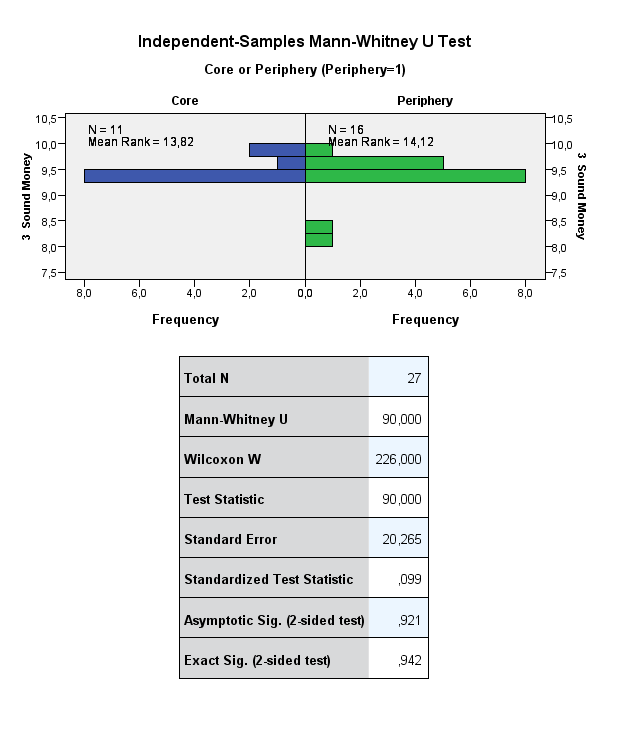 Independent-Samples Mann-Whitney U Test
Core or Periphery (Periphery=1)
Core Periphery
N = 11
Mean Rank = 13,82
N = 16
Mean Rank = 14,12
3 Sound Money
10,5
10,0
9,5
9,0
8,5
8,0
7,5
10,5
10,0
9,5
9,0
8,5
8,0
7,5
3 Sound Money
8,0 6,0 4,0 2,0 0,0 0,0 2,0 4,0 6,0 8,0
Frequency Frequency
Total N 27
Mann-Whitney U 90,000
Wilcoxon W 226,000
Test Statistic 90,000
Standard Error 20,265
Standardized Test Statistic ,099
Asymptotic Sig. (2-sided test) ,921
Exact Sig. (2-sided test) ,942